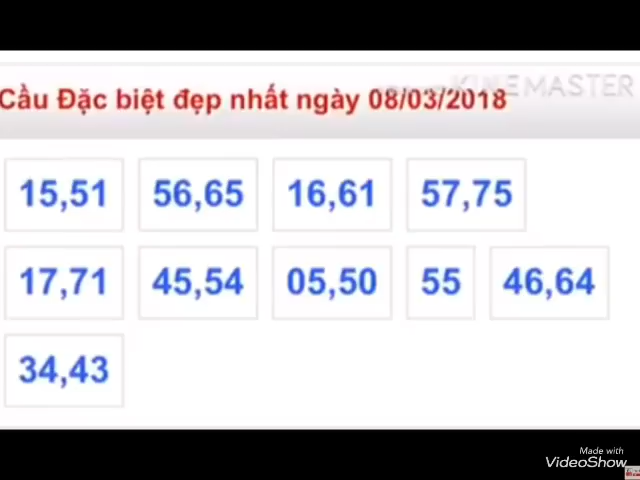 KINEMASTER
Cầu Đặc biệt đẹp nhất ngày 08/03/2018
15,51 56,65 16,61 57,75
17,71 45,54 05,50 55 46,64
34,43
Made with
VideoShow